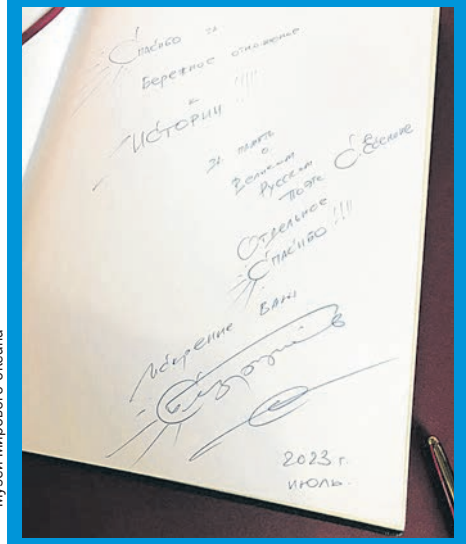 Спасибо за
Бережное отношение
к
Истории !!!!!
За память
о
Великом
Русском
Поэте С. Есенине
Отдельное
Спасибо !!!!
Искренне Ваш
2023 г.
июль.
Музей Мирового океана